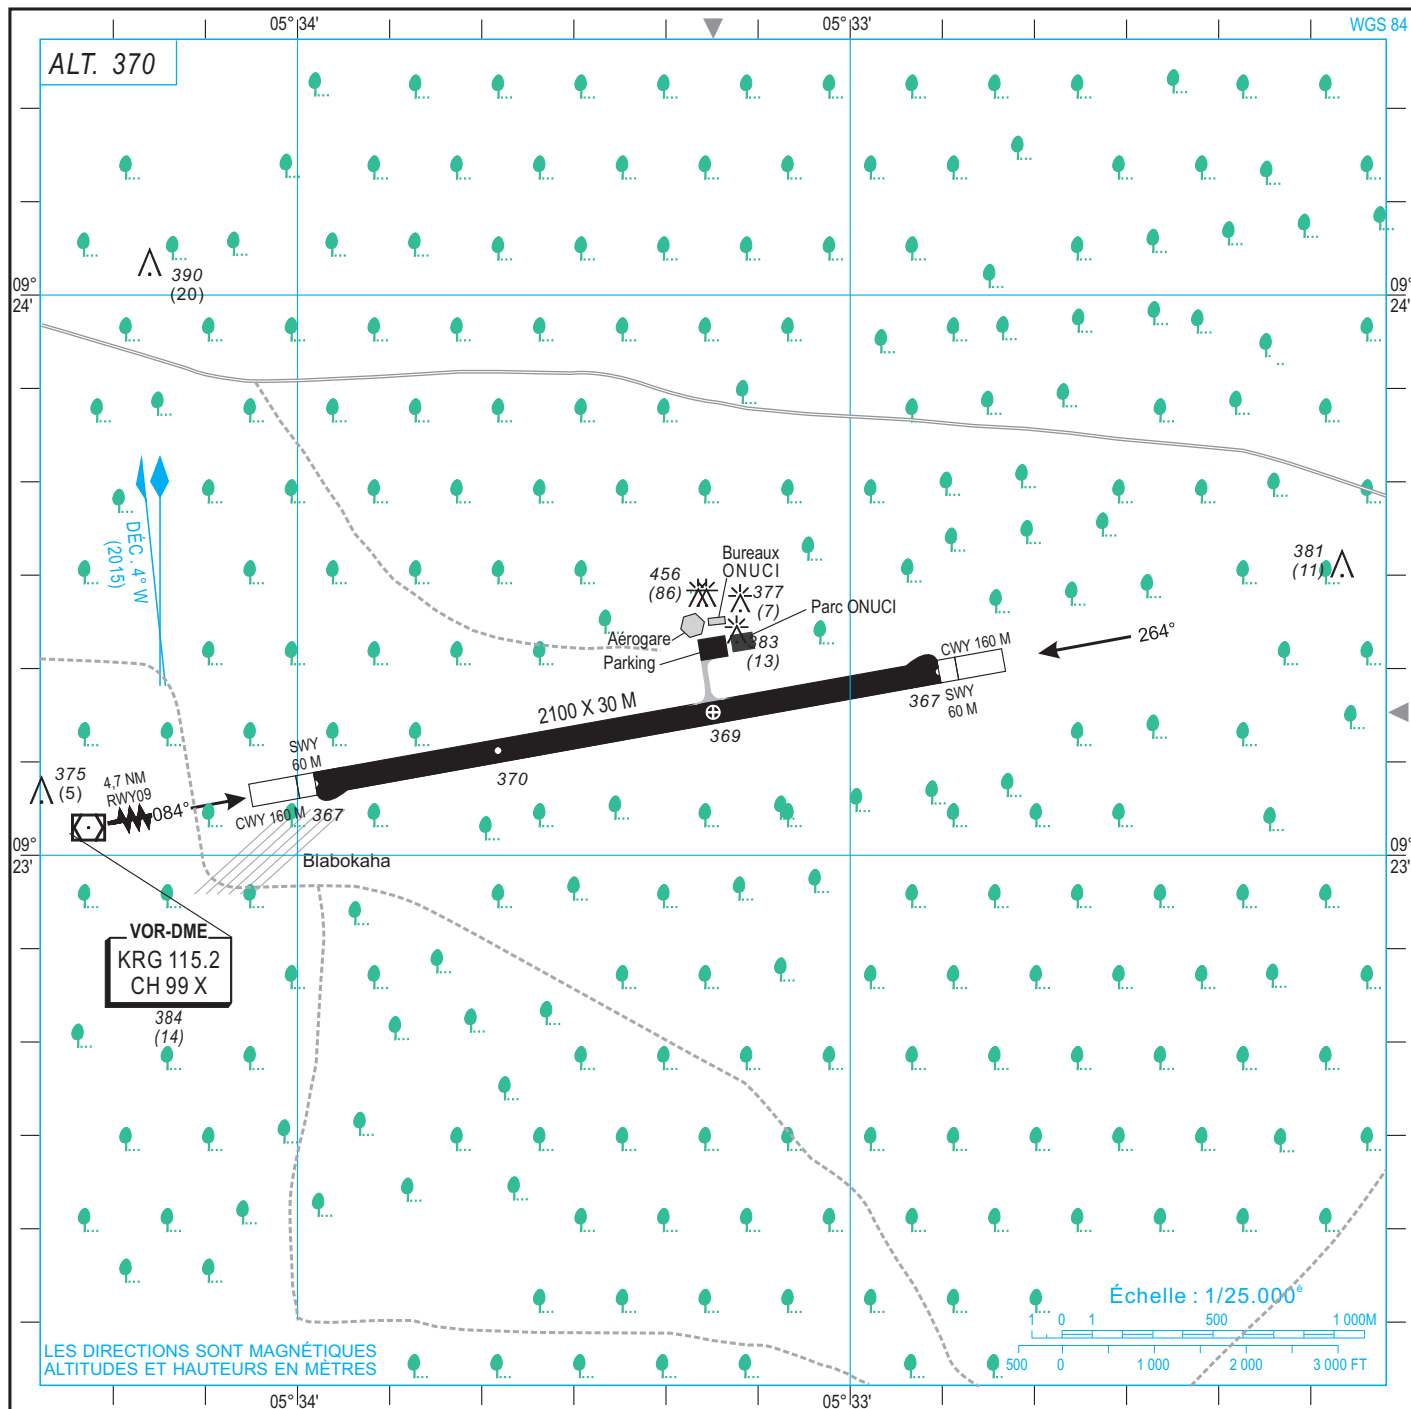 05° 34'
05° 33'
WGS 84
ALT. 370
390
(20)
09°
24'
09°
24'
DÉC. 4° W
(2015)
Bureaux
ONUCI
456
(86)
377
(7)
381
(11)
Parc ONUCI
Aérogare
383
(13)
Parking
CWY 160 M
264°
2100 X 30 M
367
SWY
60 M
369
SWY
60 M
370
375
(5)
4,7 NM
RWY09
084°
CWY 160 M
367
09°
23'
09°
23'
Blabokaha
VOR-DME
KRG 115.2
CH 99 X
384
(14)
Échelle : 1/25.000è
1 0 1 500 1 000M
500 0 1 000 2 000 3 000 FT
LES DIRECTIONS SONT MAGNÉTIQUES
ALTITUDES ET HAUTEURS EN MÈTRES
05° 34'
05° 33'